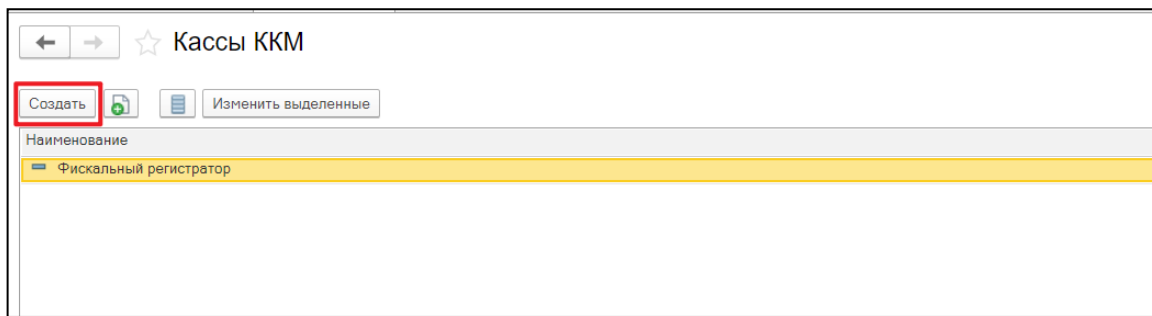 Кассы ККМ
Создать Изменить выделенные
Наименование
Фискальный регистратор